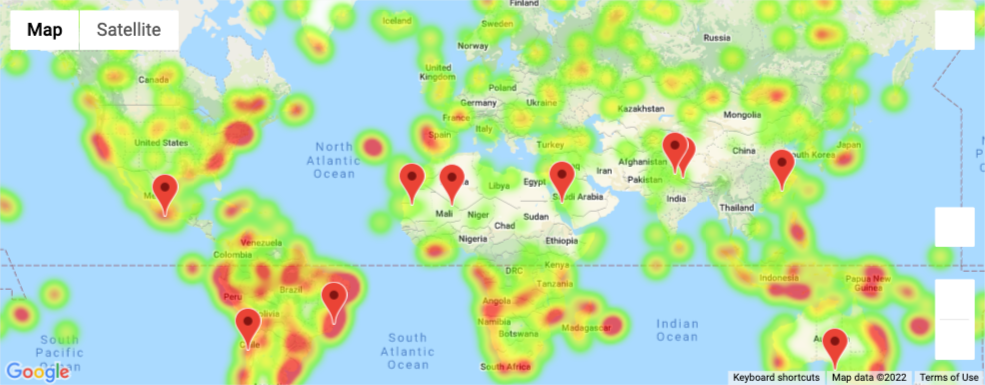 Map
Satellite
Finland
Iceland
Sweden
Russia
Norway
Canada
United
Kingdom
Poland
Germany
Ukraine
Kazakhstan
Mongolia
France
Italy
Spain
Turkey
United States
North
Atlantic
Ocean
China
Japan
South Korea
Afghanistan
Iran
Pakistan
Libya
Egypt
Saudi Arabia
India
Mali
Niger
Chad
Sudan
Thailand
Nigeria
Ethiopia
Venezuela
Colombia
DRC
Kenya
Indonesia
Papua New
Guinea
Tanzania
Brazil
Peru
Angola
Bolivia
Namibia
Madagascar
Botswana
Indian
Ocean
South
Pacific
Ocean
South
Atlantic
Ocean
Chile
South Africa
Google
Keyboard shortcuts
Map data ©2022
Terms of Use